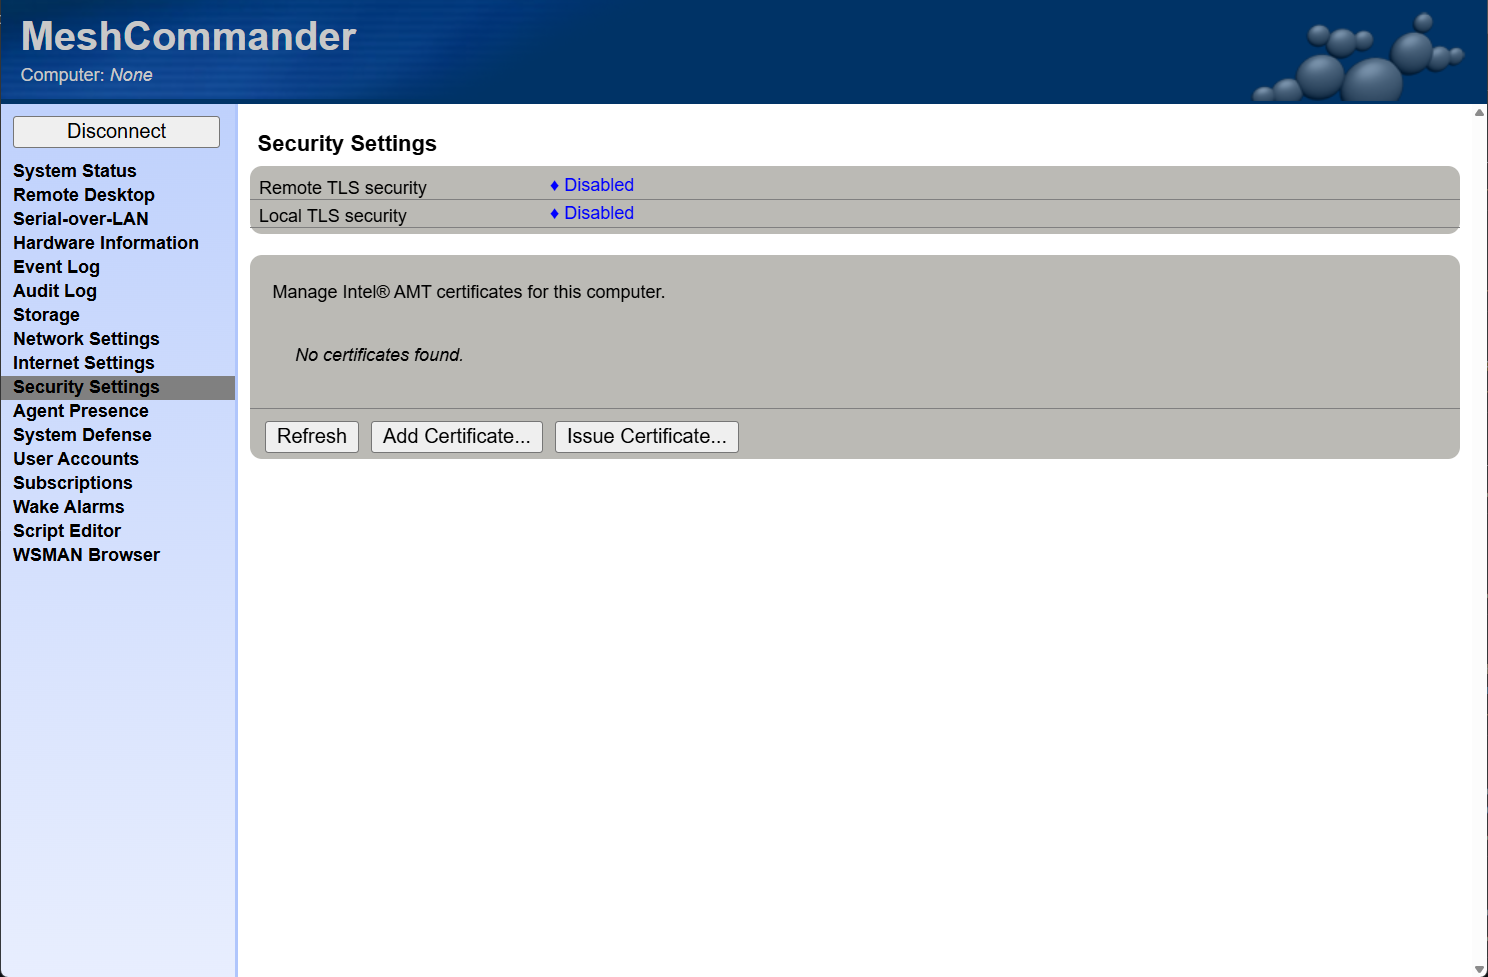 MeshCommander
Computer: None
Disconnect
System Status
Remote Desktop
Serial-over-LAN
Hardware Information
Event Log
Audit Log
Storage
Network Settings
Internet Settings
Security Settings
Agent Presence
System Defense
User Accounts
Subscriptions
Wake Alarms
Script Editor
WSMAN Browser
Security Settings
Remote TLS security ♦ Disabled
Local TLS security ♦ Disabled
Manage Intel® AMT certificates for this computer.
No certificates found.
Refresh Add Certificate... Issue Certificate...